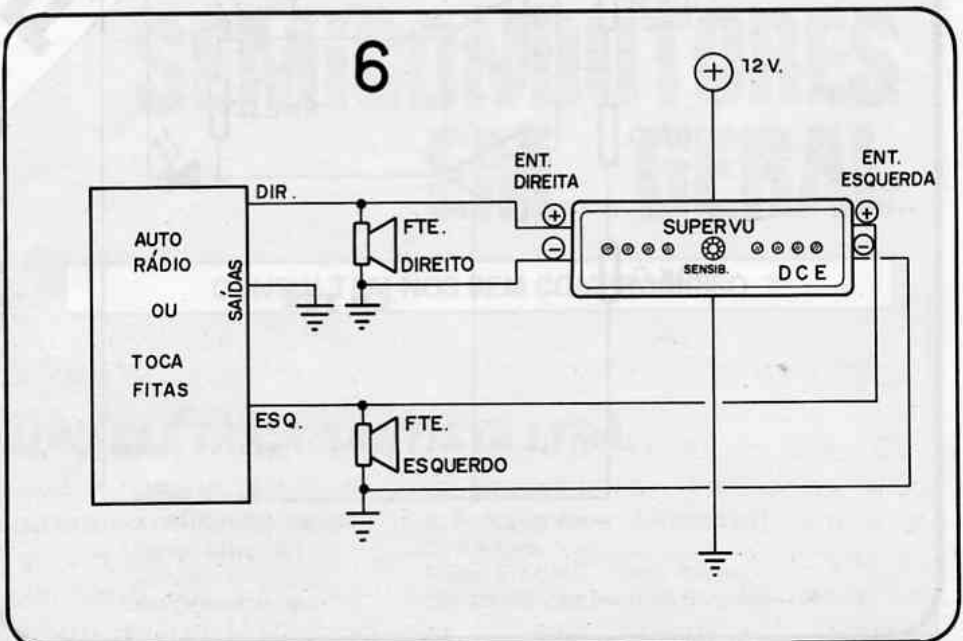 6
12 V.
ENT.
DIREITA
ENT.
ESQUERDA
DIR.
AUTO
RÁDIO
OU
TOCA
FITAS
SAÍDAS
FTE.
DIREITO
SUPERVU
SENSIB.
DCE
ESQ.
FTE.
ESQUERDO